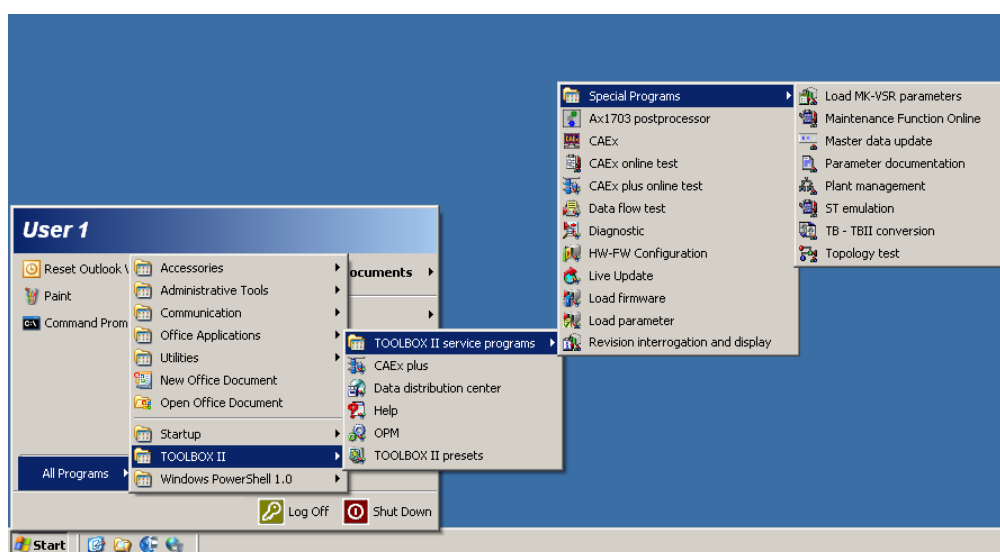 User 1
Reset Outlook
Paint
Command Prom
ocuments
All Programs
Log Off
Shut Down
Start
Accessories
Administrative Tools
Communication
Office Applications
Utilities
New Office Document
Open Office Document
Startup
TOOLBOX II
Windows PowerShell 1.0
TOOLBOX II service programs
CAEx plus
Data distribution center
Help
OPM
TOOLBOX II presets
Special Programs
Ax1703 postprocessor
CAEx
CAEx online test
CAEx plus online test
Data flow test
Diagnostic
HW-FW Configuration
Live Update
Load firmware
Load parameter
Revision interrogation and display
Load MK-VSR parameters
Maintenance Function Online
Master data update
Parameter documentation
Plant management
ST emulation
TB - TBII conversion
Topology test